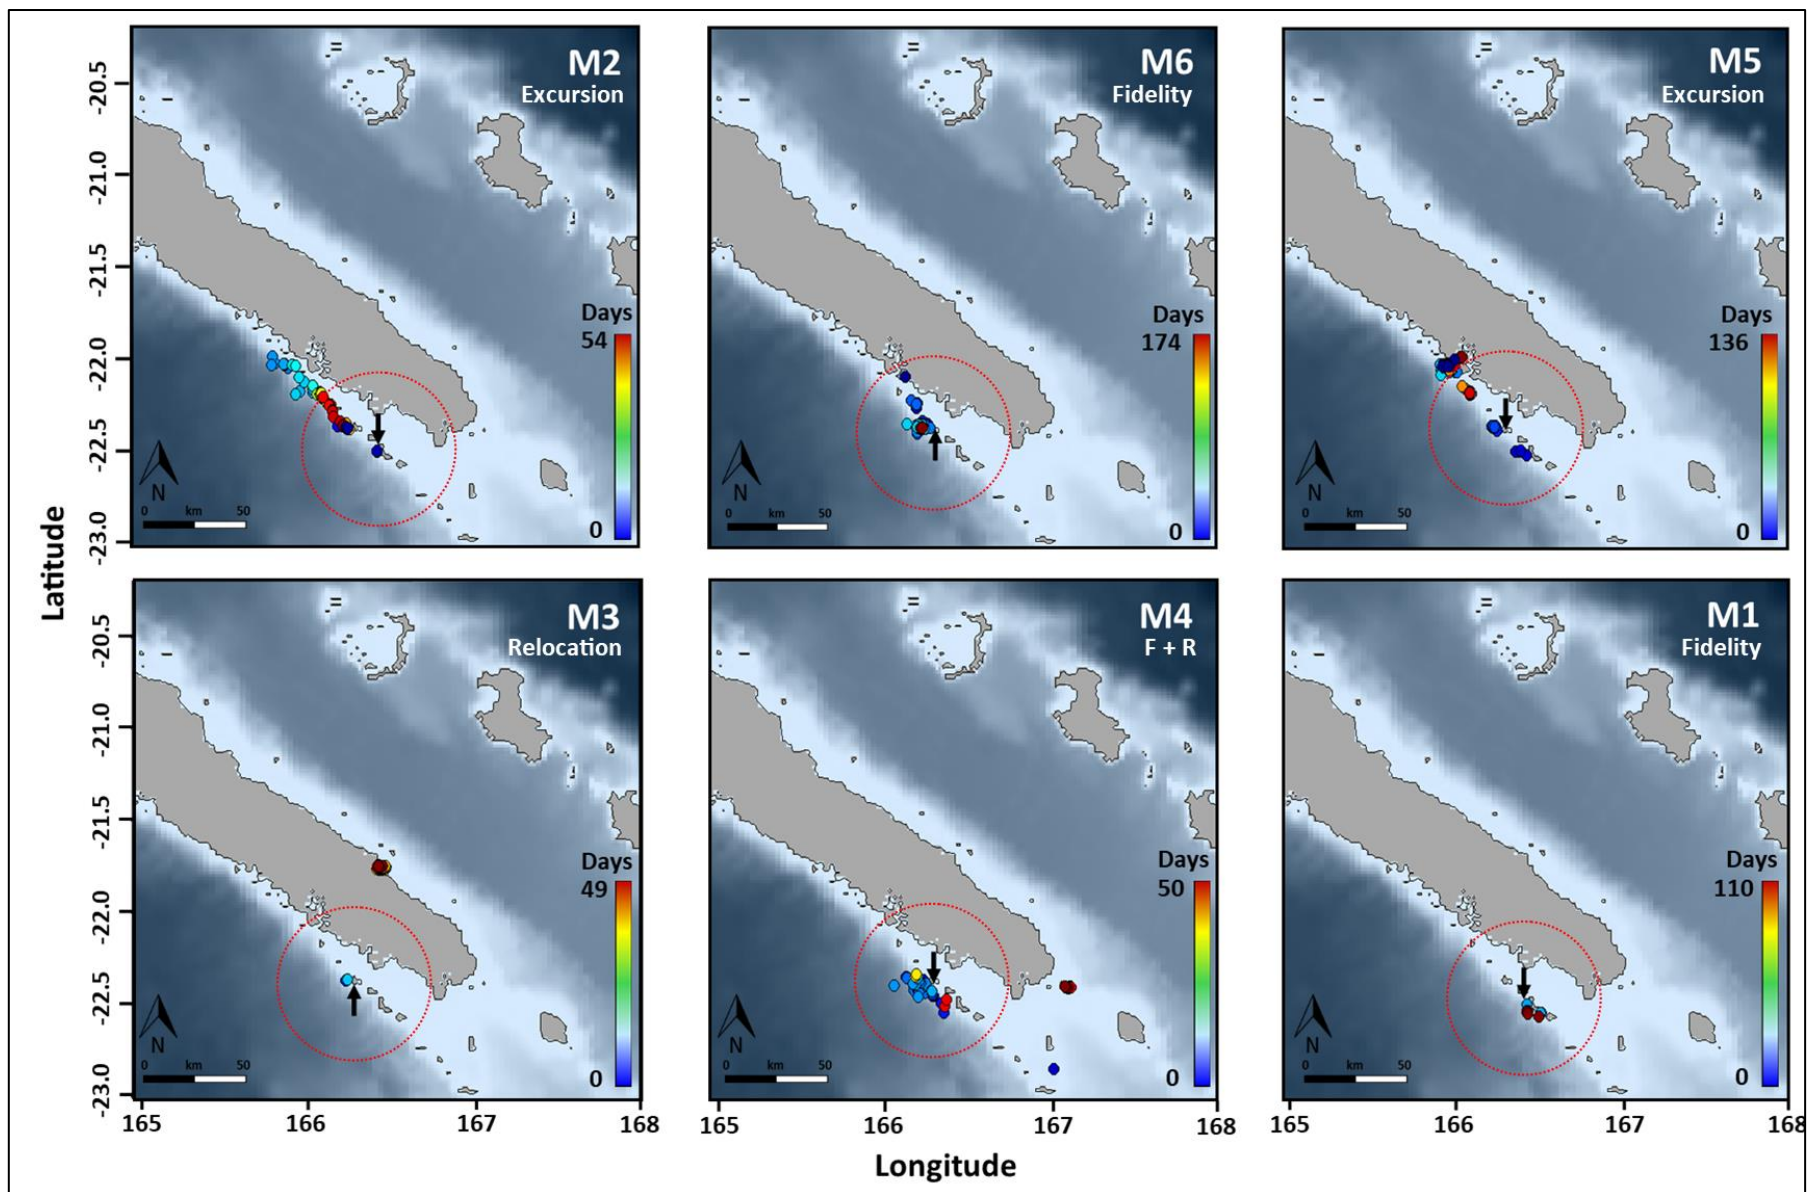 M2
Excursion
Days
54
0
N
0 km 50
M6
Fidelity
Days
174
0
N
0 km 50
M5
Excursion
Days
136
0
N
0 km 50
-20.5
-21.0
-21.5
-22.0
-22.5
-23.0
Latitude
M3
Relocation
Days
49
0
N
0 km 50
M4
F + R
Days
50
0
N
0 km 50
M1
Fidelity
Days
110
0
N
0 km 50
-20.5
-21.0
-21.5
-22.0
-22.5
-23.0
165 166 167 168
165 166 167 168
165 166 167 168
Longitude